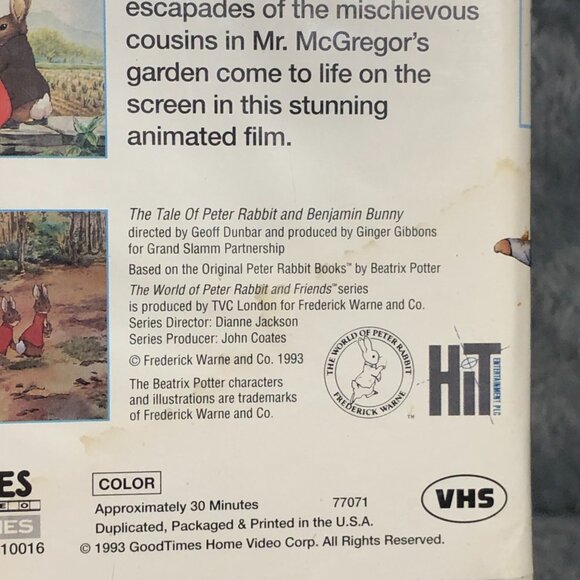 escapades of the mischievous
cousins in Mr. McGregor's
garden come to life on the
screen in this stunning
animated film.
The Tale Of Peter Rabbit and Benjamin Bunny
directed by Geoff Dunbar and produced by Ginger Gibbons
for Grand Slamm Partnership
Based on the Original Peter Rabbit Books™ by Beatrix Potter
The World of Peter Rabbit and Friends™ series
is produced by TVC London for Frederick Warne and Co.
Series Director: Dianne Jackson
Series Producer: John Coates
© Frederick Warne and Co. 1993
The Beatrix Potter characters
and illustrations are trademarks
of Frederick Warne and Co.
THE WORLD OF PETER RABBIT
FREDERICK WARNE
™
HiT
ENTERTAINMENT PLC
ES
EO
MES
10016
COLOR
Approximately 30 Minutes 77071
Duplicated, Packaged & Printed in the U.S.A.
© 1993 GoodTimes Home Video Corp. All Rights Reserved.
VHS